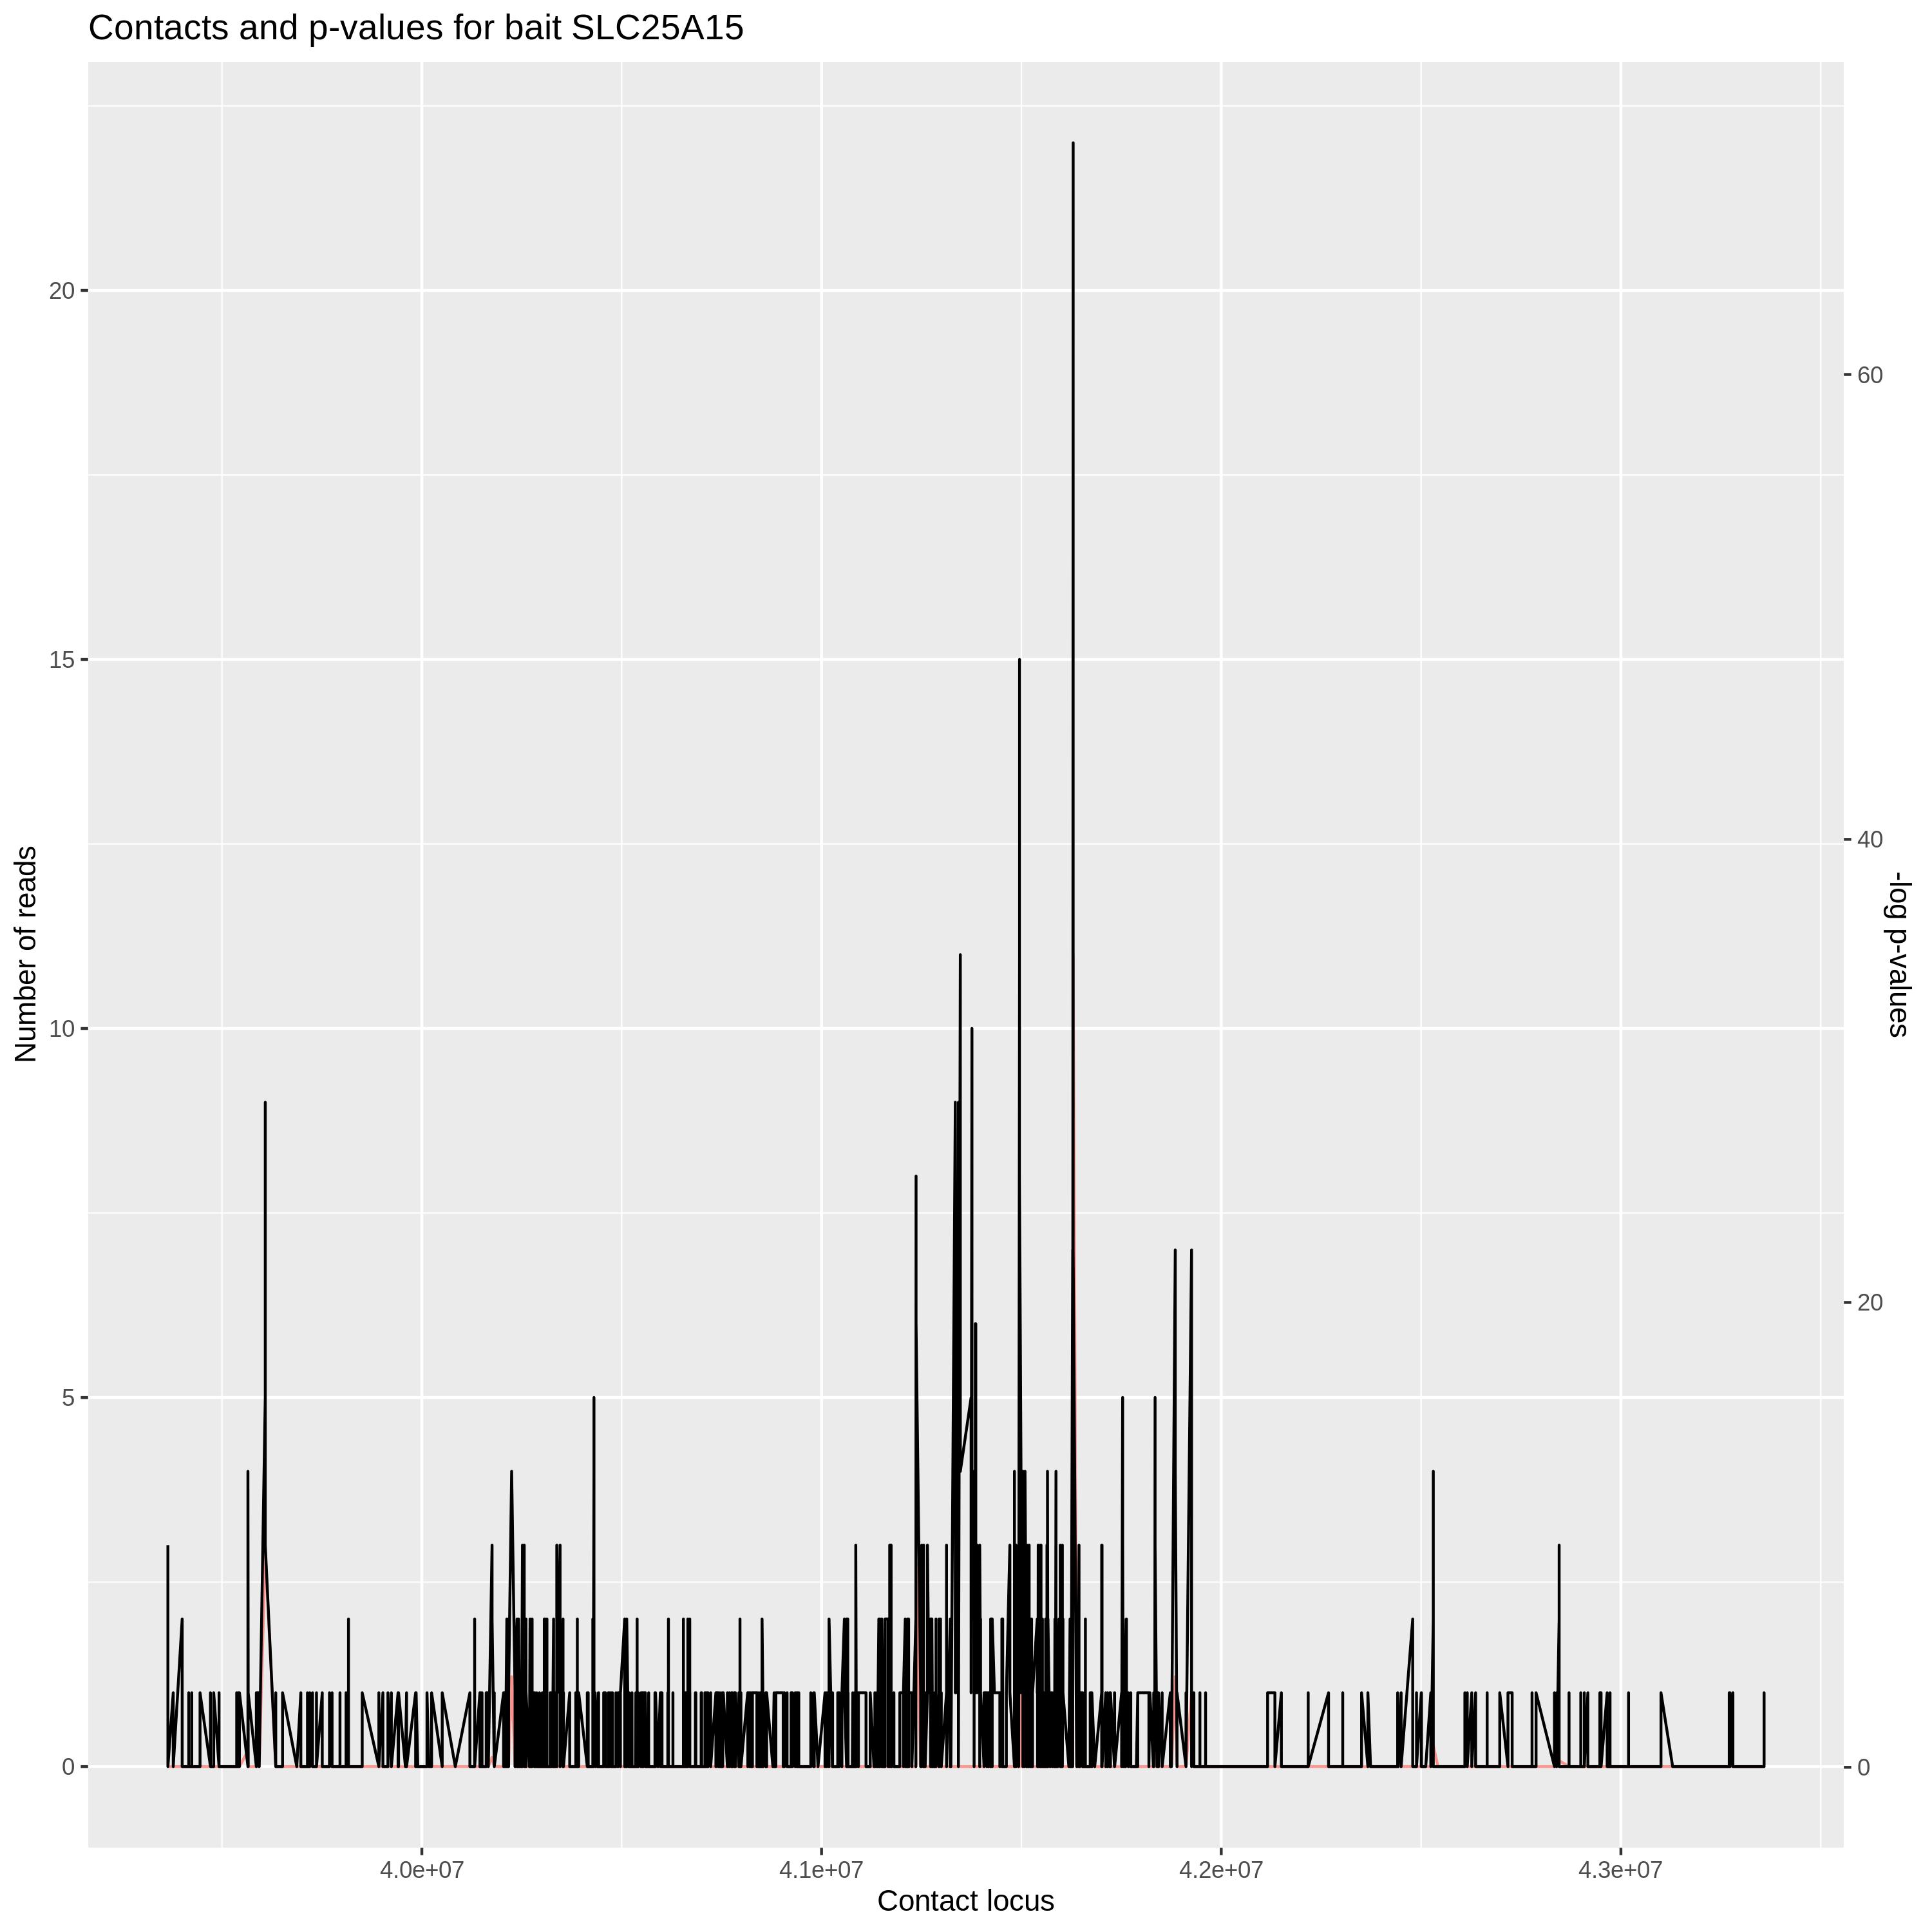 Contacts and p-values for bait SLC25A15
20
15
10
5
0
60
40
20
0
Number of reads
-log p-values
4.0e+07
4.1e+07
4.2e+07
4.3e+07
Contact locus